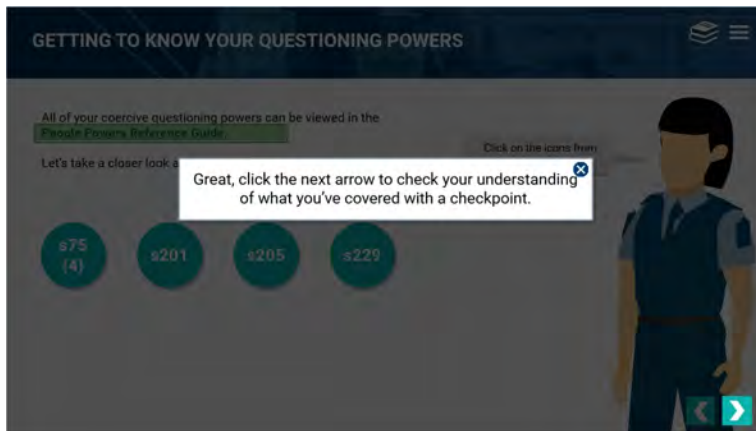 GETTING TO KNOW YOUR QUESTIONING POWERS
All of your coercive questioning powers can be viewed in the
People Powers Reference Guide.
Let's take a closer look a
Click on the icons from
Great, click the next arrow to check your understanding
of what you've covered with a checkpoint.
s75
(4)
s201
s205
s229